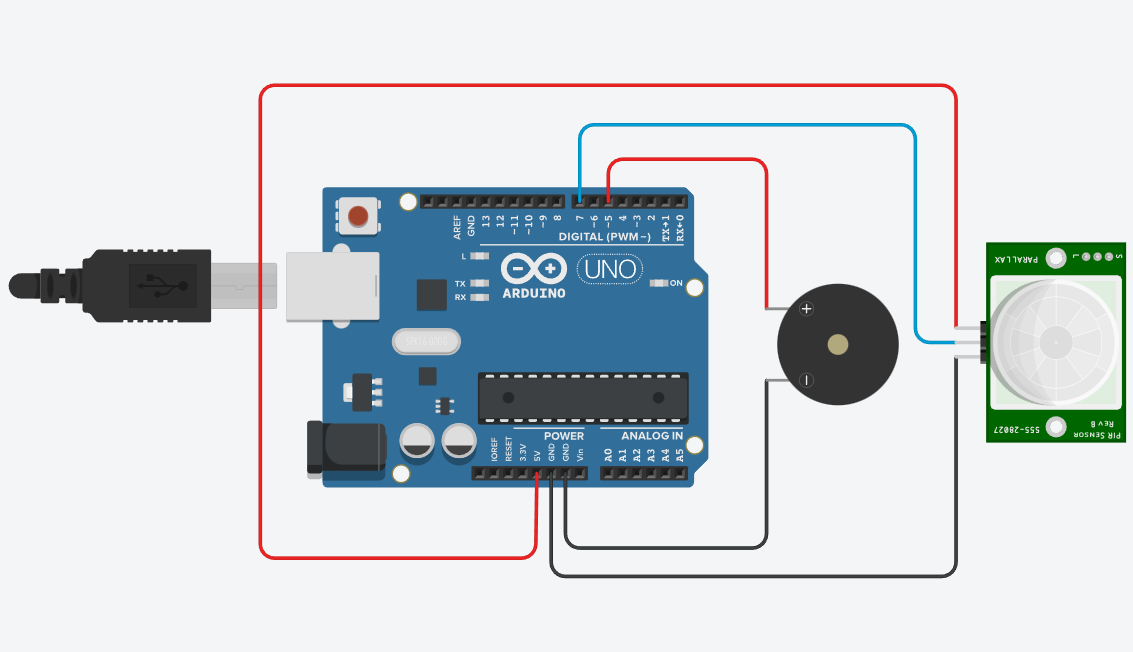 AREF
GND
13
12
~11
~10
~9
8
7
~6
~5
4
~3
2
TX→1
RX←0
DIGITAL (PWM~)
L
TX
RX
UNO
ARDUINO
ON
+
PARALLAX
L
S
555-28027
REV B
PIR SENSOR
POWER
ANALOG IN
IOREF
RESET
3.3V
5V
GND
GND
Vin
A0
A1
A2
A3
A4
A5